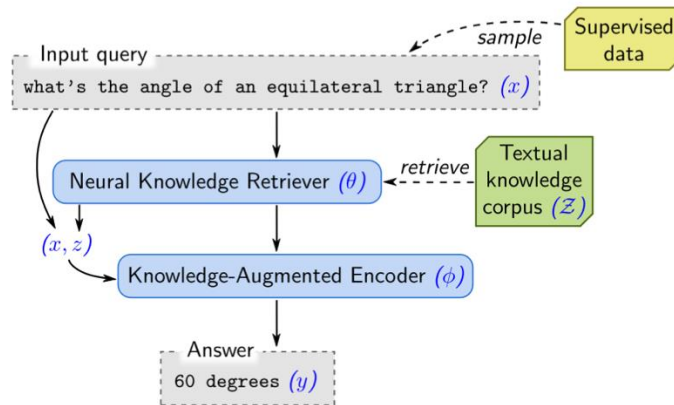 Supervised
data
sample
Input query
what's the angle of an equilateral triangle? (x)
Neural Knowledge Retriever (θ)
retrieve
Textual
knowledge
corpus (𝒵)
(x, z)
Knowledge-Augmented Encoder (ϕ)
Answer
60 degrees (y)